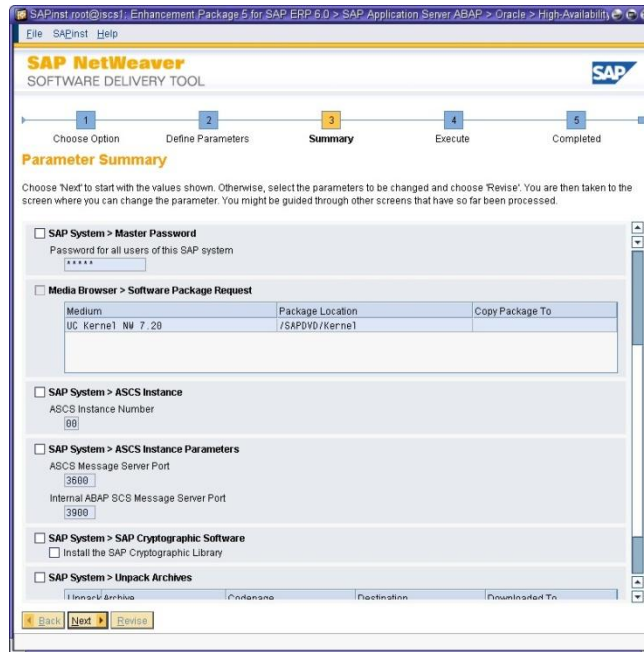 SAPinst root@iscs1: Enhancement Package 5 for SAP ERP 6.0 > SAP Application Server ABAP > Oracle > High-Availability
File SAPinst Help
SAP NetWeaver
SOFTWARE DELIVERY TOOL
SAP
1 2 3 4 5
Choose Option Define Parameters Summary Execute Completed
Parameter Summary
Choose 'Next' to start with the values shown. Otherwise, select the parameters to be changed and choose 'Revise'. You are then taken to the
screen where you can change the parameter. You might be guided through other screens that have so far been processed.
SAP System > Master Password
Password for all users of this SAP system
*****
Media Browser > Software Package Request
Medium Package Location Copy Package To
UC Kernel NW 7.20 /SAPDVD/Kernel
SAP System > ASCS Instance
ASCS Instance Number
00
SAP System > ASCS Instance Parameters
ASCS Message Server Port
3600
Internal ABAP SCS Message Server Port
3900
SAP System > SAP Cryptographic Software
Install the SAP Cryptographic Library
SAP System > Unpack Archives
Unpack Archive Codepage Destination Downloaded To
Back Next Revise